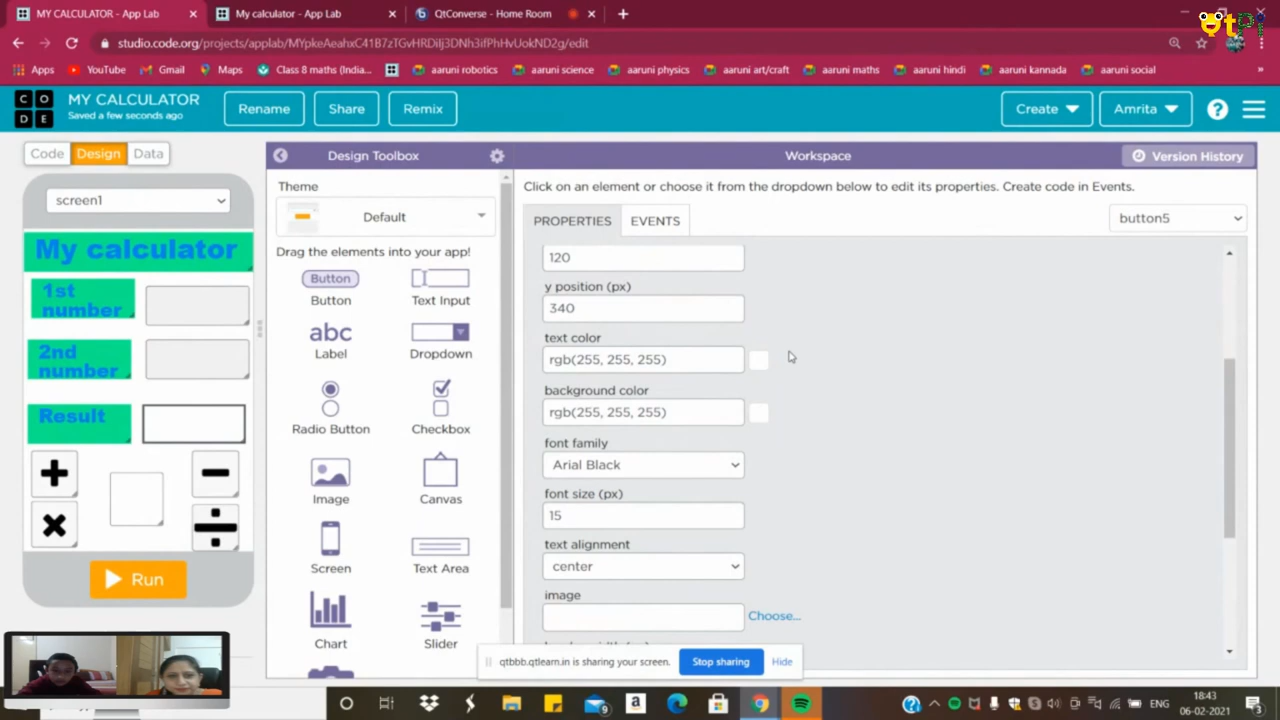 MY CALCULATOR - App Lab
My calculator - App Lab
QtConverse - Home Room
QtPi
studio.code.org/projects/applab/MYpkeAeahxC41B7zTGvHRDiIj3DNh3ifPhHvUokND2g/edit
Apps YouTube Gmail Maps Class 8 maths (India... aaruni robotics aaruni science aaruni physics aaruni art/craft aaruni maths aaruni hindi aaruni kannada aaruni social »
C O D E
MY CALCULATOR
Saved a few seconds ago
Rename Share Remix Create Amrita ?
Code Design Data
Design Toolbox
Workspace
Version History
screen1
Theme
Default
Click on an element or choose it from the dropdown below to edit its properties. Create code in Events.
PROPERTIES EVENTS
button5
My calculator
1st
number
2nd
number
Result
Run
Drag the elements into your app!
Button
Button
Text Input
abc
Label
Dropdown
Radio Button
Checkbox
Image
Canvas
Screen
Text Area
Chart
Slider
120
y position (px)
340
text color
rgb(255, 255, 255)
background color
rgb(255, 255, 255)
font family
Arial Black
font size (px)
15
text alignment
center
image
Choose...
qtbbb.qtlearn.in is sharing your screen. Stop sharing Hide
ENG
18:43
06-02-2021